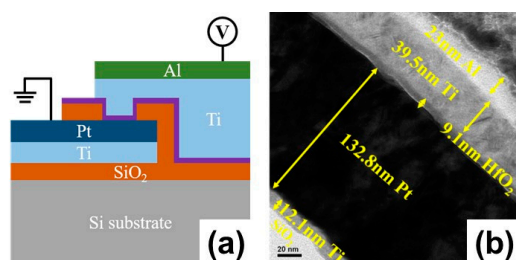 V
Al
Ti
Pt
Ti
SiO2
Si substrate
(a)
23nm Al
39.5nm Ti
9.1nm HfO2
132.8nm Pt
12.1nm Ti
SiO2
20 nm
(b)